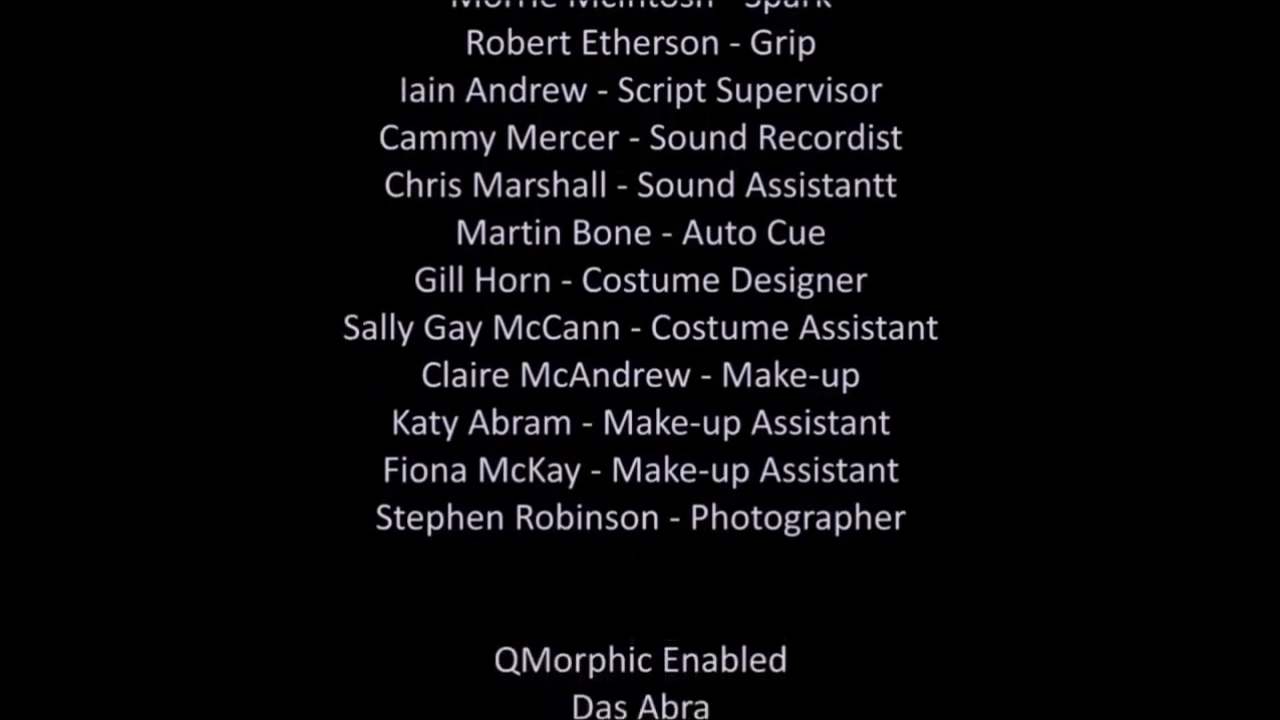 Morrie McIntosh - Spark
Robert Etherson - Grip
Iain Andrew - Script Supervisor
Cammy Mercer - Sound Recordist
Chris Marshall - Sound Assistantt
Martin Bone - Auto Cue
Gill Horn - Costume Designer
Sally Gay McCann - Costume Assistant
Claire McAndrew - Make-up
Katy Abram - Make-up Assistant
Fiona McKay - Make-up Assistant
Stephen Robinson - Photographer
QMorphic Enabled
Das Abra